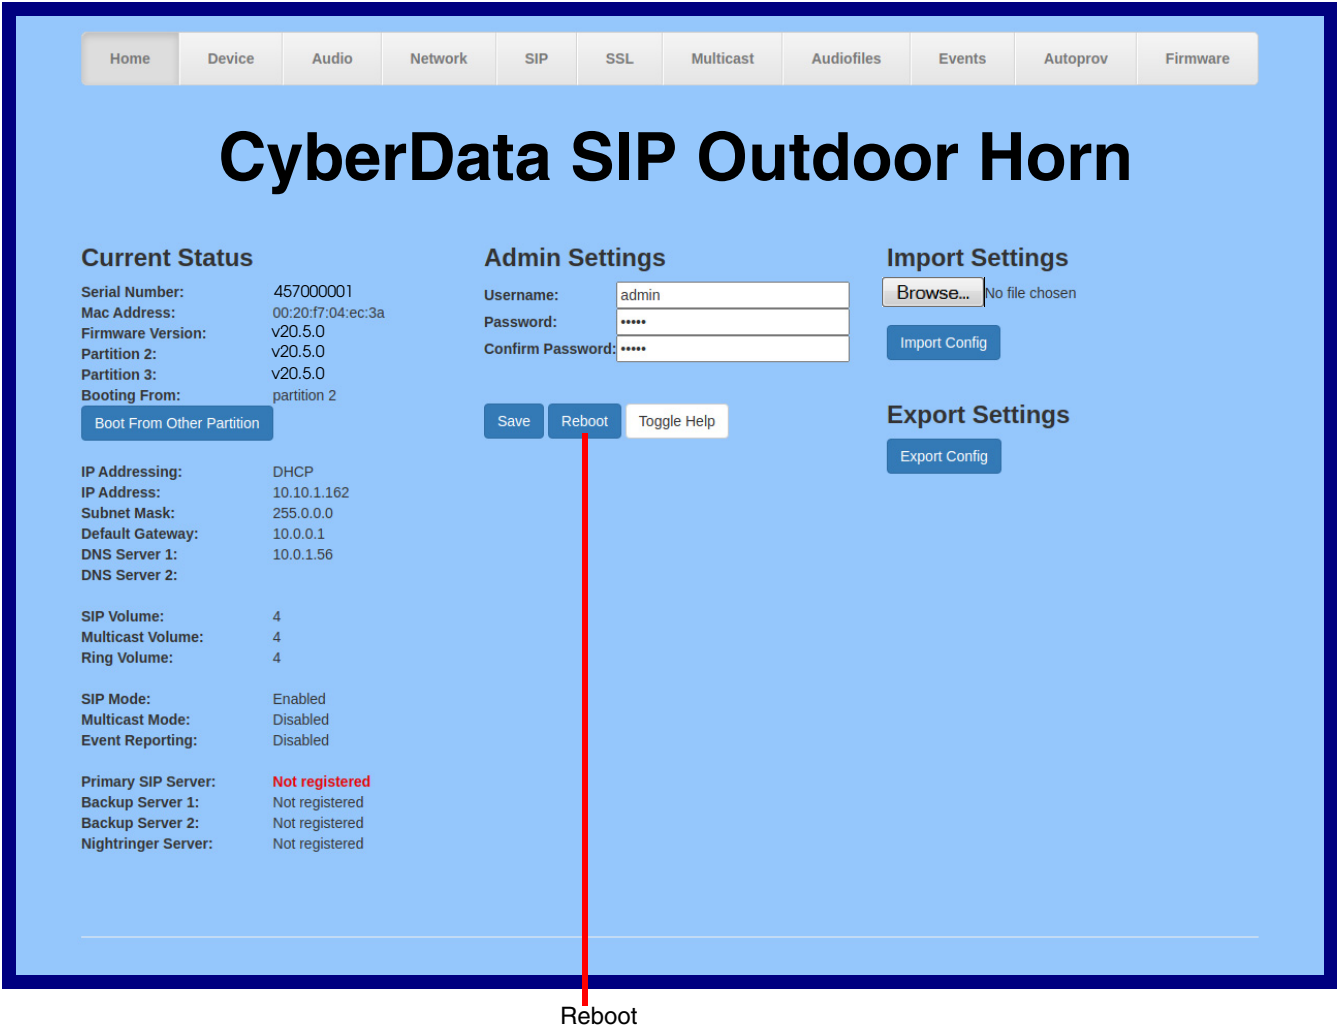 Home Device Audio Network SIP SSL Multicast Audiofiles Events Autoprov Firmware
CyberData SIP Outdoor Horn
Current Status
Serial Number: 457000001
Mac Address: 00:20:f7:04:ec:3a
Firmware Version: v20.5.0
Partition 2: v20.5.0
Partition 3: v20.5.0
Booting From: partition 2
Boot From Other Partition
IP Addressing: DHCP
IP Address: 10.10.1.162
Subnet Mask: 255.0.0.0
Default Gateway: 10.0.0.1
DNS Server 1: 10.0.1.56
DNS Server 2:
SIP Volume: 4
Multicast Volume: 4
Ring Volume: 4
SIP Mode: Enabled
Multicast Mode: Disabled
Event Reporting: Disabled
Primary SIP Server: Not registered
Backup Server 1: Not registered
Backup Server 2: Not registered
Nightringer Server: Not registered
Admin Settings
Username: admin
Password: •••••
Confirm Password: •••••
Save Reboot Toggle Help
Import Settings
Browse... No file chosen
Import Config
Export Settings
Export Config
Reboot